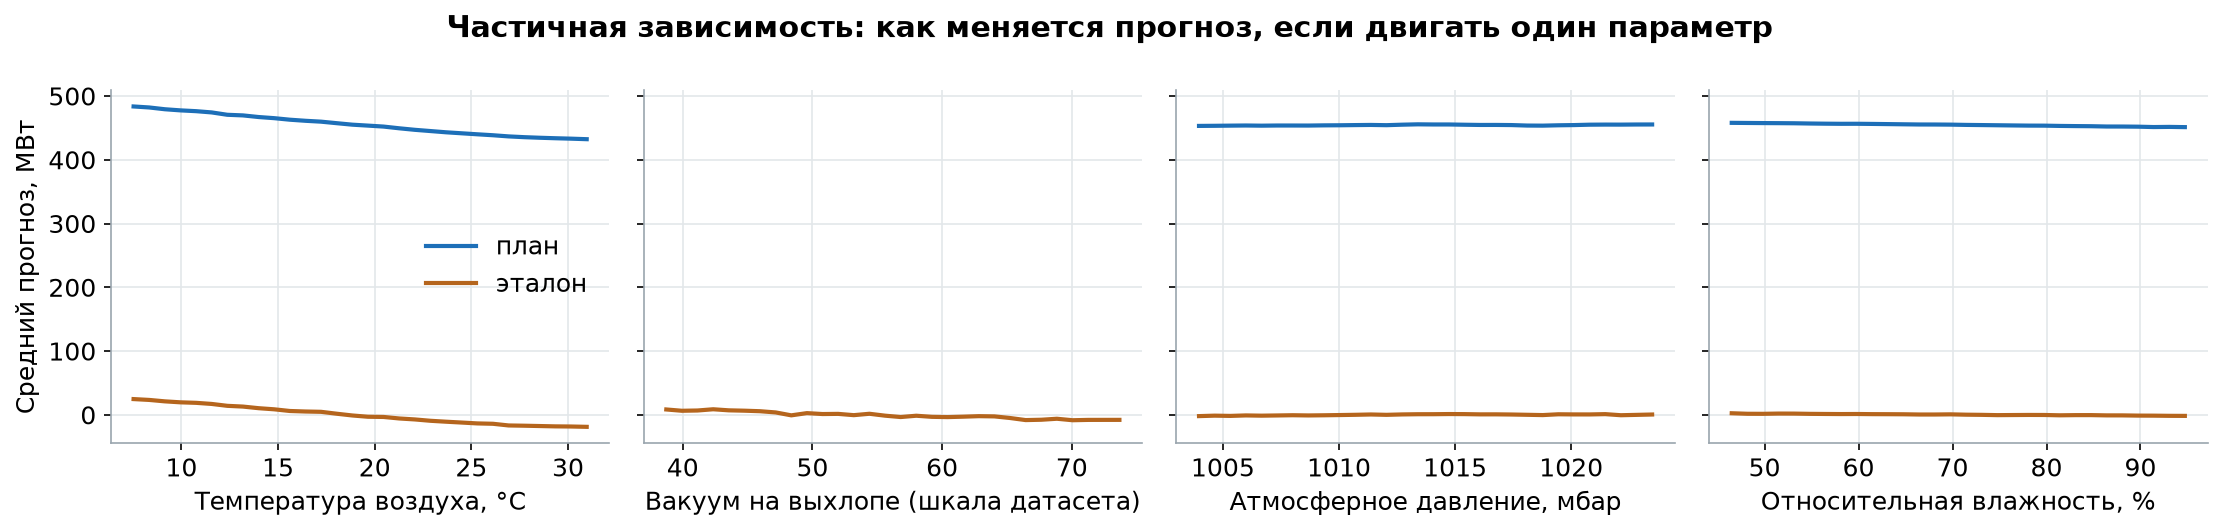 Частичная зависимость: как меняется прогноз, если двигать один параметр
Средний прогноз, МВт
500
400
300
200
100
0
план
эталон
10 15 20 25 30
Температура воздуха, °C
40 50 60 70
Вакуум на выхлопе (шкала датасета)
1005 1010 1015 1020
Атмосферное давление, мбар
50 60 70 80 90
Относительная влажность, %